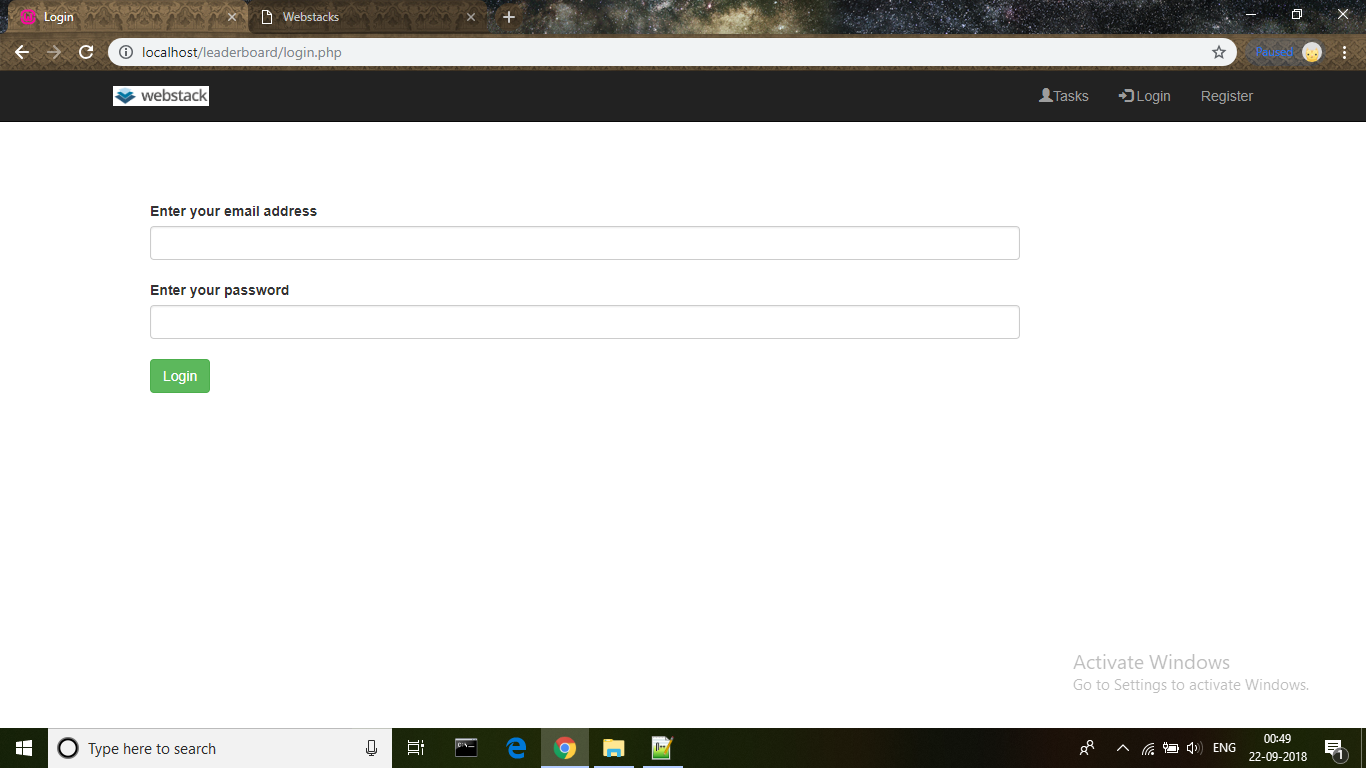 Login
Webstacks
localhost/leaderboard/login.php
Paused
webstack
Tasks
Login
Register
Enter your email address
Enter your password
Login
Activate Windows
Go to Settings to activate Windows.
Type here to search
ENG
00:49
22-09-2018
1